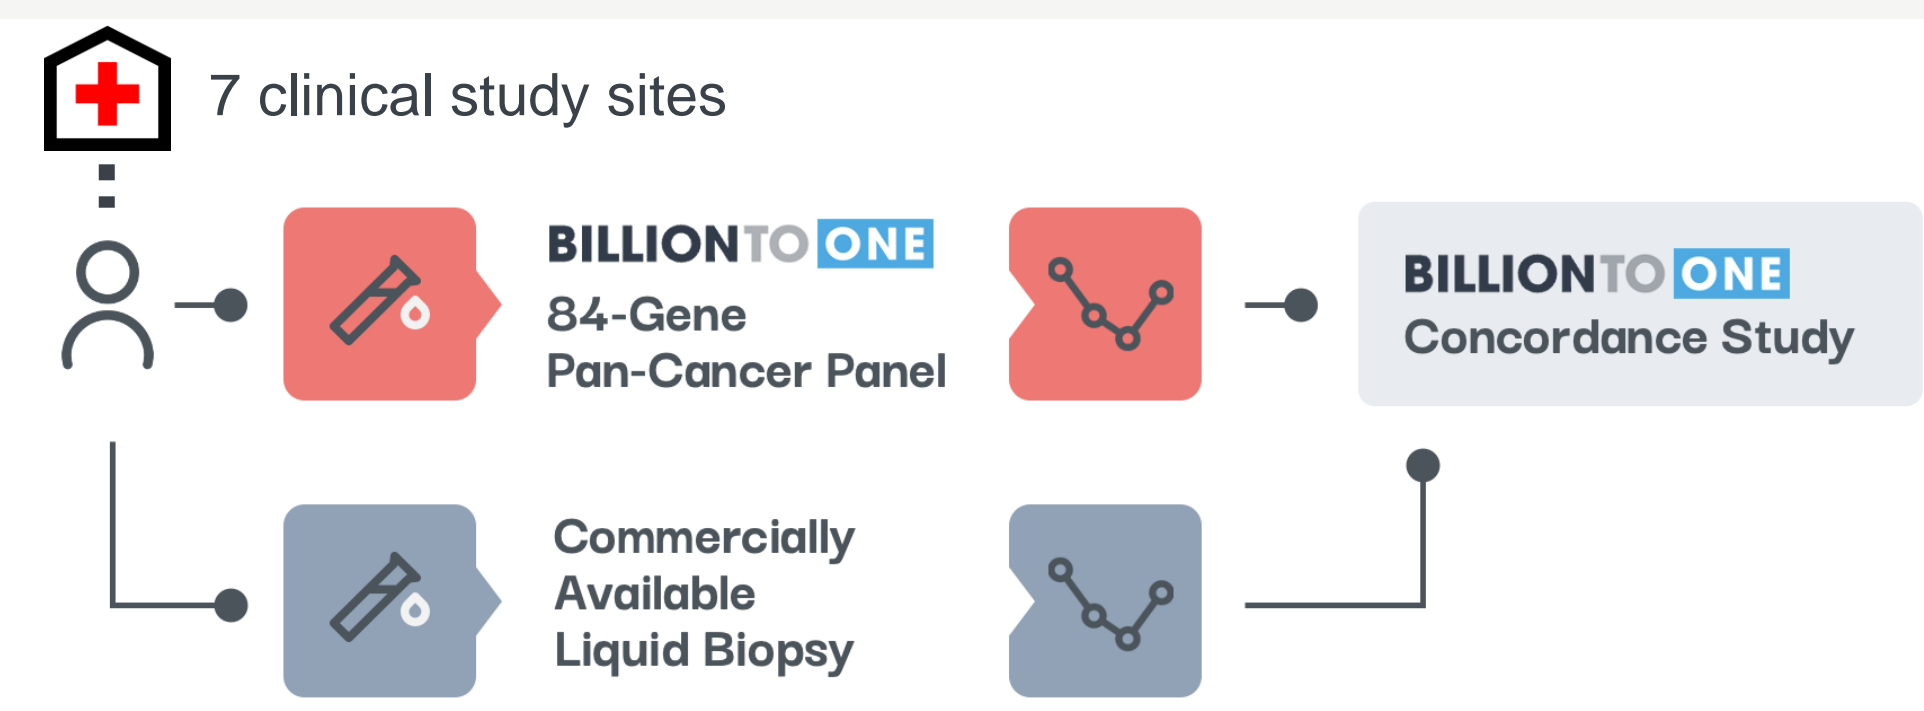 7 clinical study sites
BILLIONTOONE
84-Gene
Pan-Cancer Panel
BILLIONTOONE
Concordance Study
Commercially
Available
Liquid Biopsy